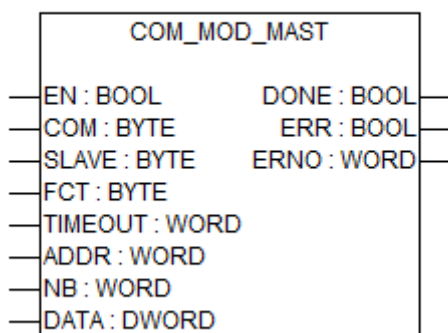 COM_MOD_MAST
EN : BOOL DONE : BOOL
COM : BYTE ERR : BOOL
SLAVE : BYTE ERNO : WORD
FCT : BYTE
TIMEOUT : WORD
ADDR : WORD
NB : WORD
DATA : DWORD